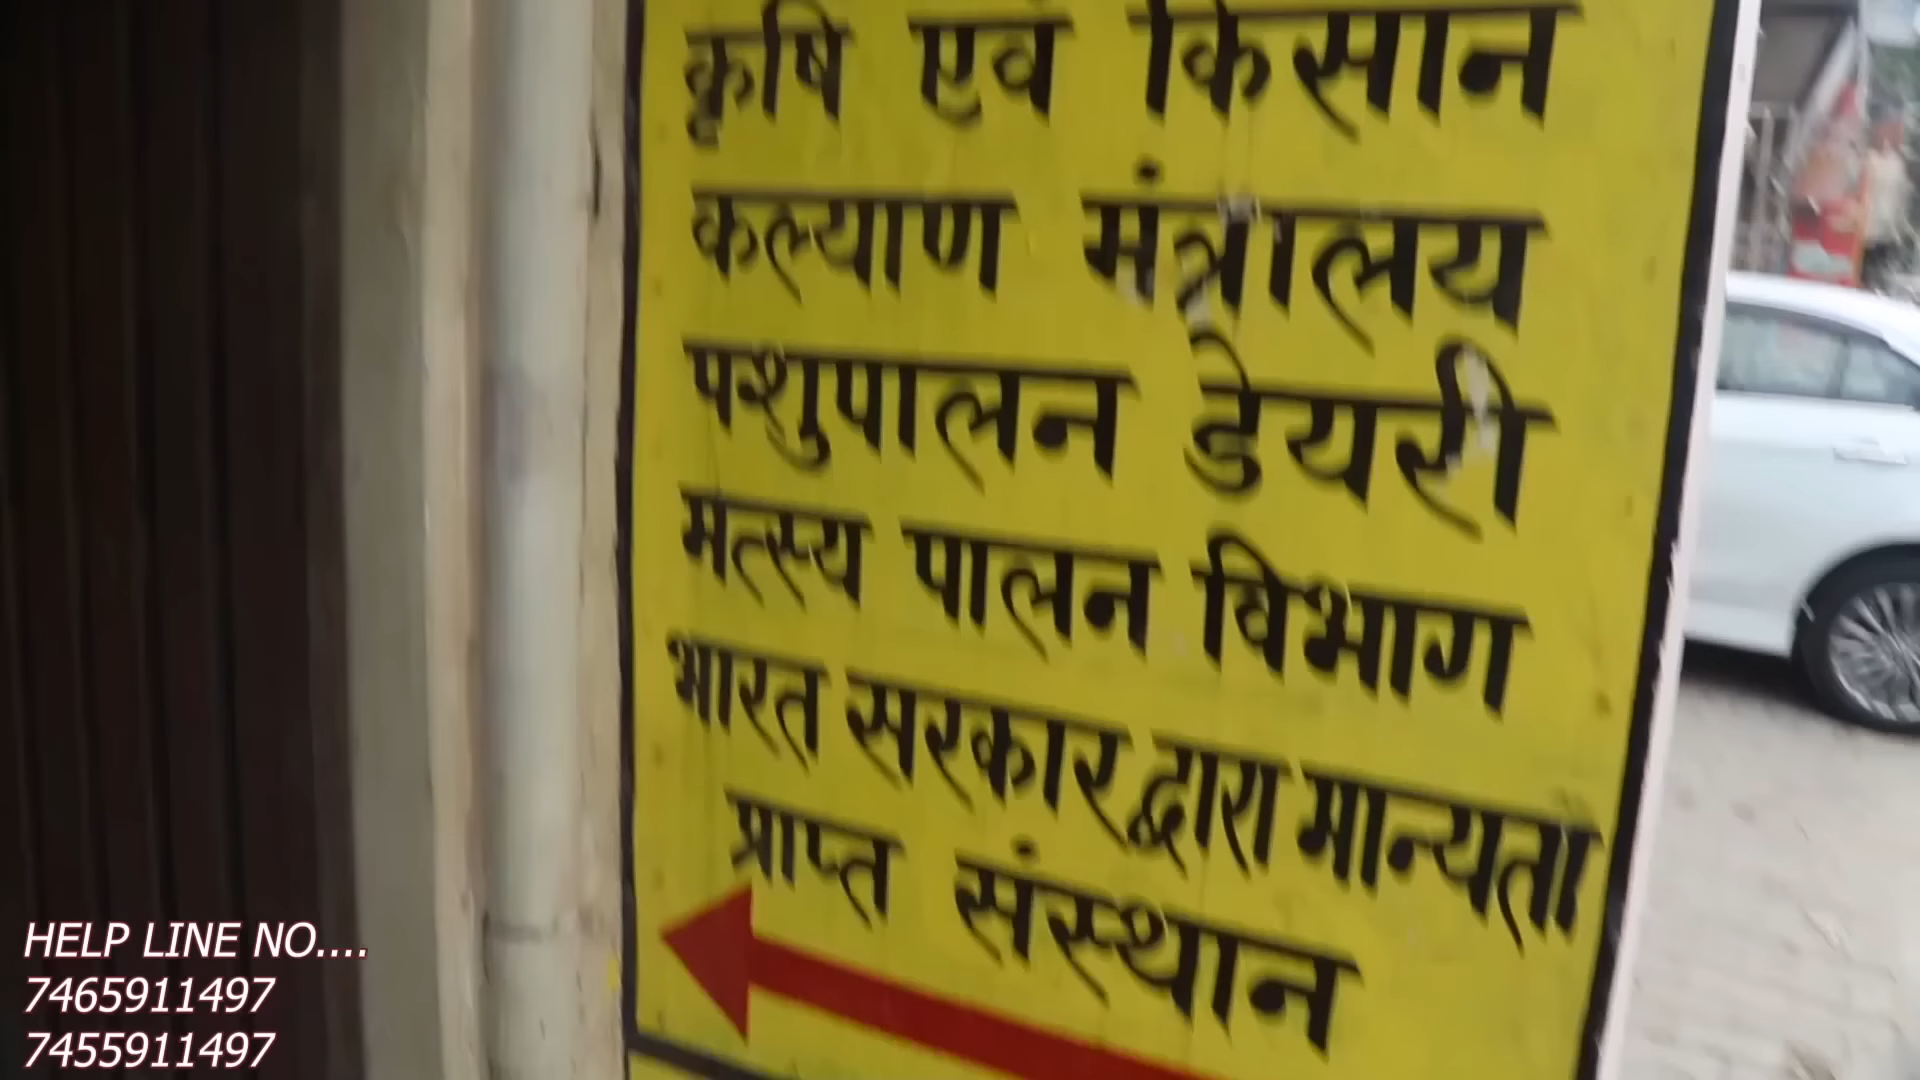 कृषि एवं किसान
कल्याण मंत्रालय
पशुपालन डेयरी
मत्स्य पालन विभाग
भारत सरकार द्वारा मान्यता
प्राप्त संस्थान
HELP LINE NO....
7465911497
7455911497